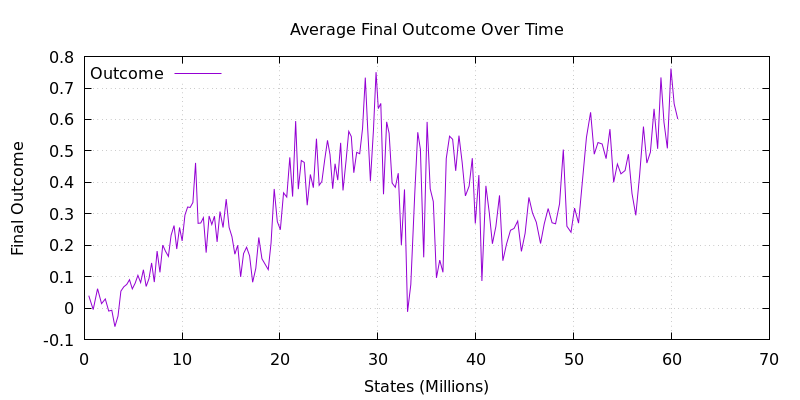 Average Final Outcome Over Time
Outcome
Final Outcome
0.8
0.7
0.6
0.5
0.4
0.3
0.2
0.1
0
-0.1
0 10 20 30 40 50 60 70
States (Millions)